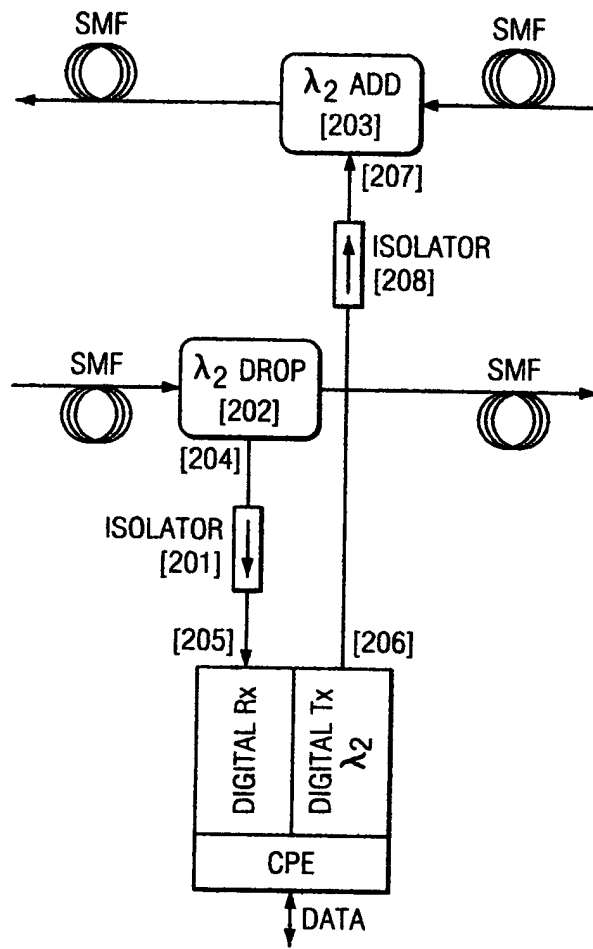 SMF
SMF
λ₂ ADD
[203]
[207]
ISOLATOR
[208]
SMF
λ₂ DROP
[202]
SMF
[204]
ISOLATOR
[201]
[205]
[206]
DIGITAL Rx
DIGITAL Tx
λ₂
CPE
DATA